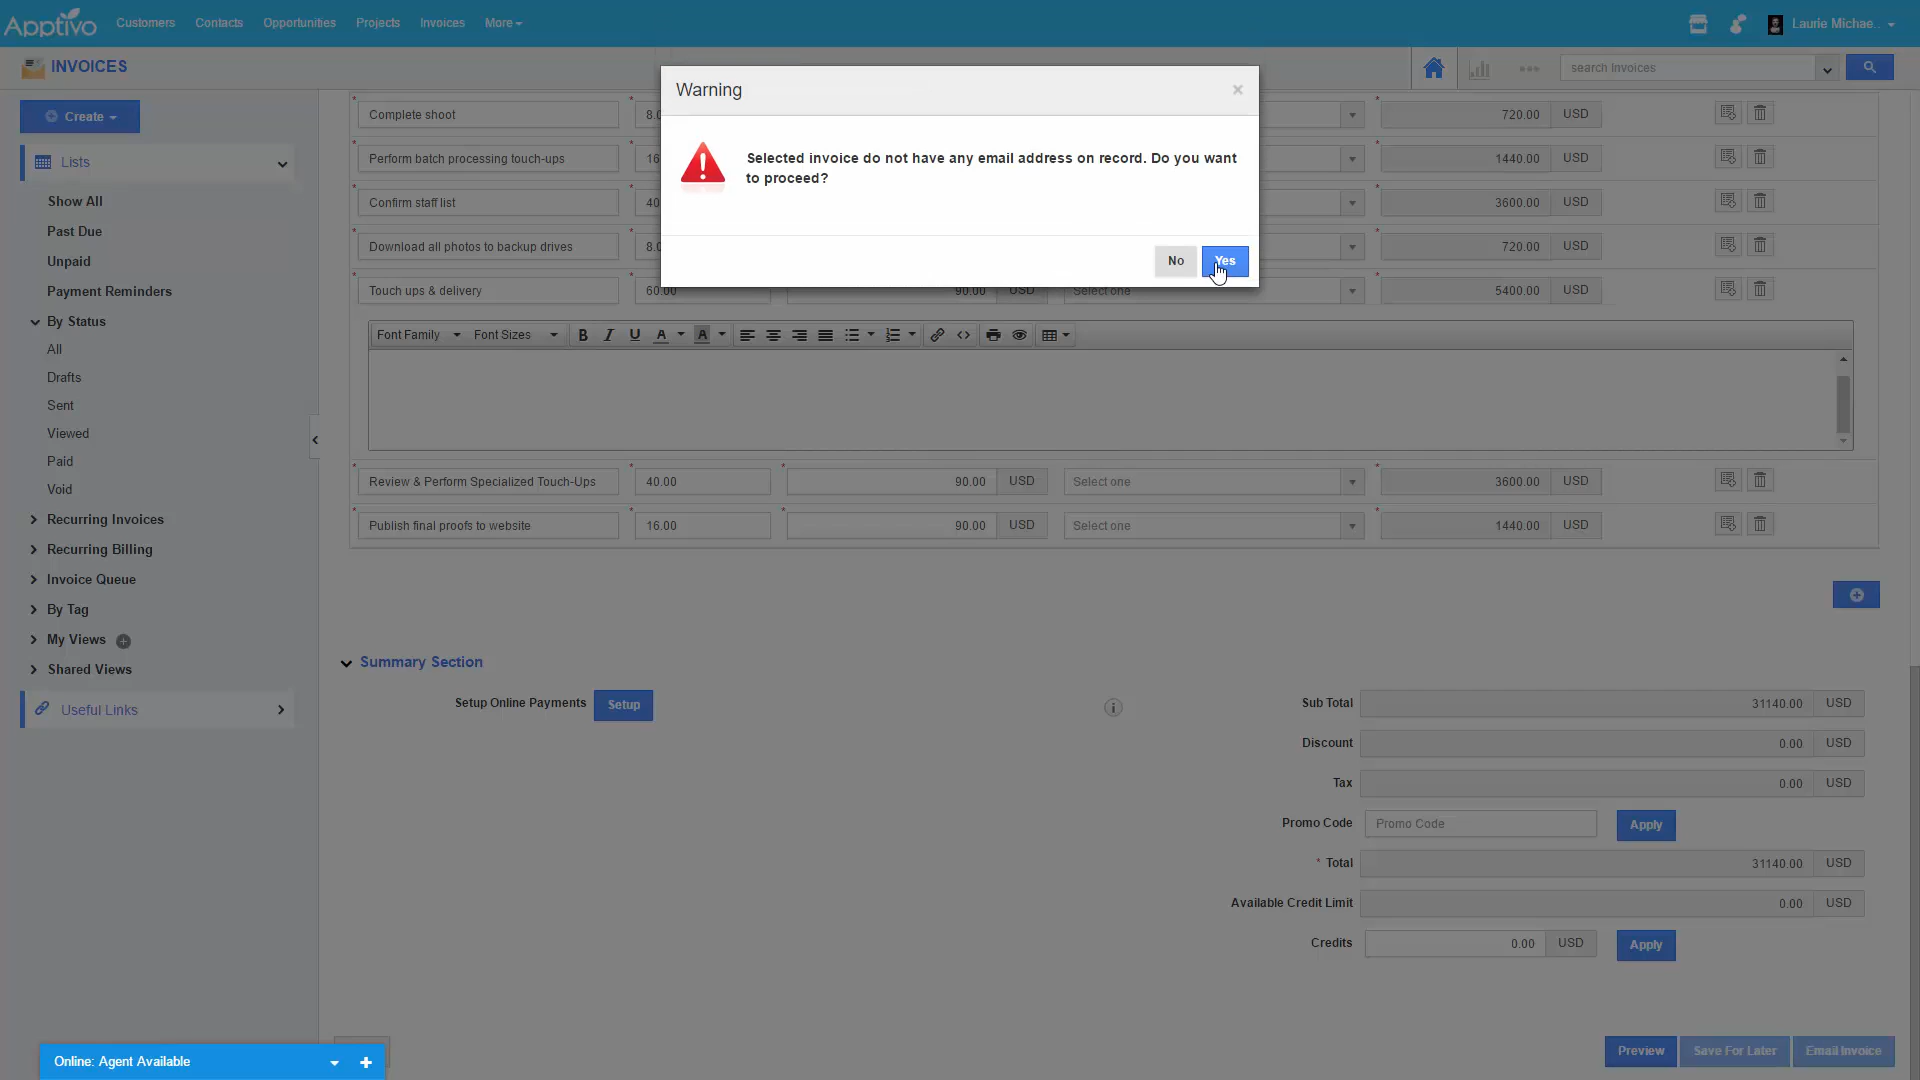 Apptivo
Customers
Contacts
Opportunities
Projects
Invoices
More
Laurie Michae..
INVOICES
search Invoices
Create
Lists
Show All
Past Due
Unpaid
Payment Reminders
By Status
All
Drafts
Sent
Viewed
Paid
Void
Recurring Invoices
Recurring Billing
Invoice Queue
By Tag
My Views
Shared Views
Useful Links
Warning
×
Selected invoice do not have any email address on record. Do you want
to proceed?
No
Yes
* Complete shoot * 8.0 * 720.00 USD
* Perform batch processing touch-ups * 16 * 1440.00 USD
* Confirm staff list * 40 * 3600.00 USD
* Download all photos to backup drives * 8.0 * 720.00 USD
* Touch ups & delivery * 60.00 90.00 USD Select one * 5400.00 USD
Font Family Font Sizes B I U A A
* Review & Perform Specialized Touch-Ups * 40.00 * 90.00 USD Select one * 3600.00 USD
* Publish final proofs to website * 16.00 * 90.00 USD Select one * 1440.00 USD
Summary Section
Setup Online Payments Setup
Sub Total 31140.00 USD
Discount 0.00 USD
Tax 0.00 USD
Promo Code Promo Code Apply
* Total 31140.00 USD
Available Credit Limit 0.00 USD
Credits 0.00 USD Apply
Online: Agent Available
Preview
Save For Later
Email Invoice